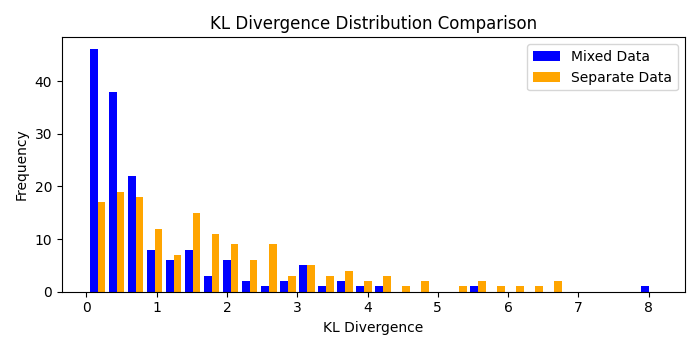 KL Divergence Distribution Comparison
Mixed Data
Separate Data
Frequency
40
30
20
10
0
0 1 2 3 4 5 6 7 8
KL Divergence